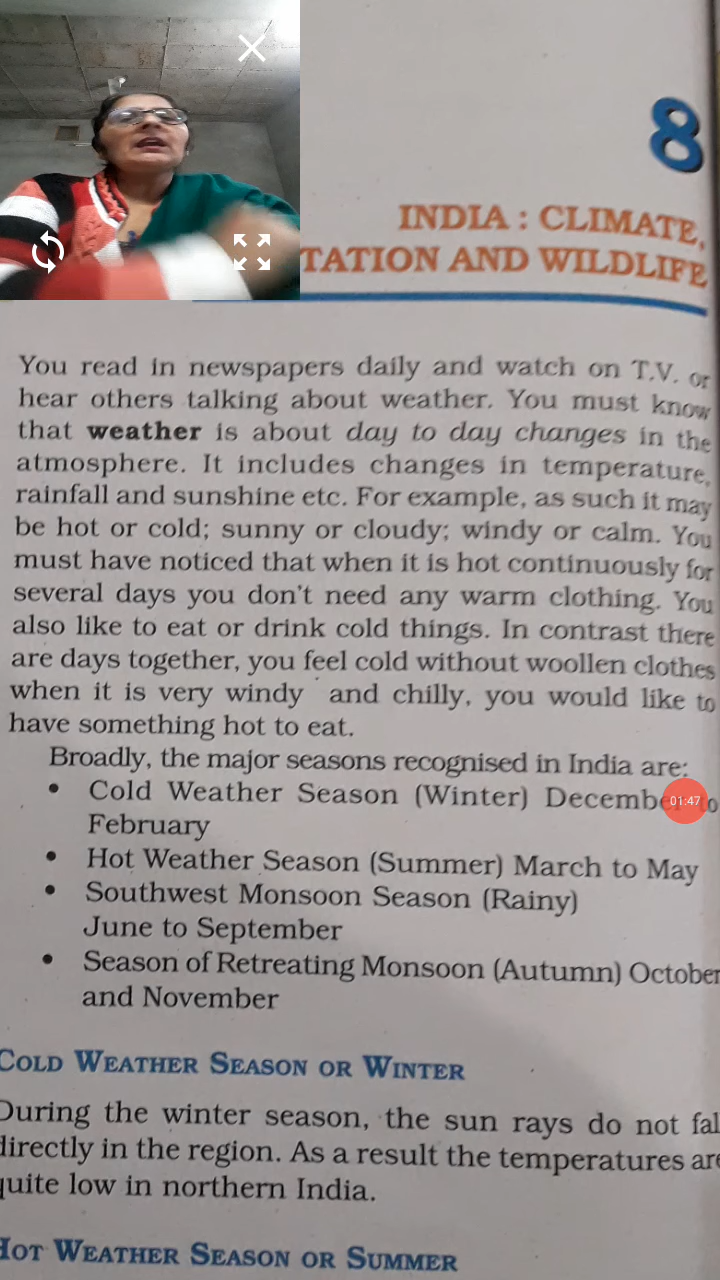 8
INDIA : CLIMATE,
TATION AND WILDLIFE
You read in newspapers daily and watch on T.V. or
hear others talking about weather. You must know
that weather is about day to day changes in the
atmosphere. It includes changes in temperature,
rainfall and sunshine etc. For example, as such it may
be hot or cold; sunny or cloudy; windy or calm. You
must have noticed that when it is hot continuously for
several days you don't need any warm clothing. You
also like to eat or drink cold things. In contrast there
are days together, you feel cold without woollen clothes
when it is very windy and chilly, you would like to
have something hot to eat.
Broadly, the major seasons recognised in India are:
• Cold Weather Season (Winter) December to
01:47
February
• Hot Weather Season (Summer) March to May
• Southwest Monsoon Season (Rainy)
June to September
• Season of Retreating Monsoon (Autumn) October
and November
COLD WEATHER SEASON OR WINTER
During the winter season, the sun rays do not fal
directly in the region. As a result the temperatures are
quite low in northern India.
HOT WEATHER SEASON OR SUMMER